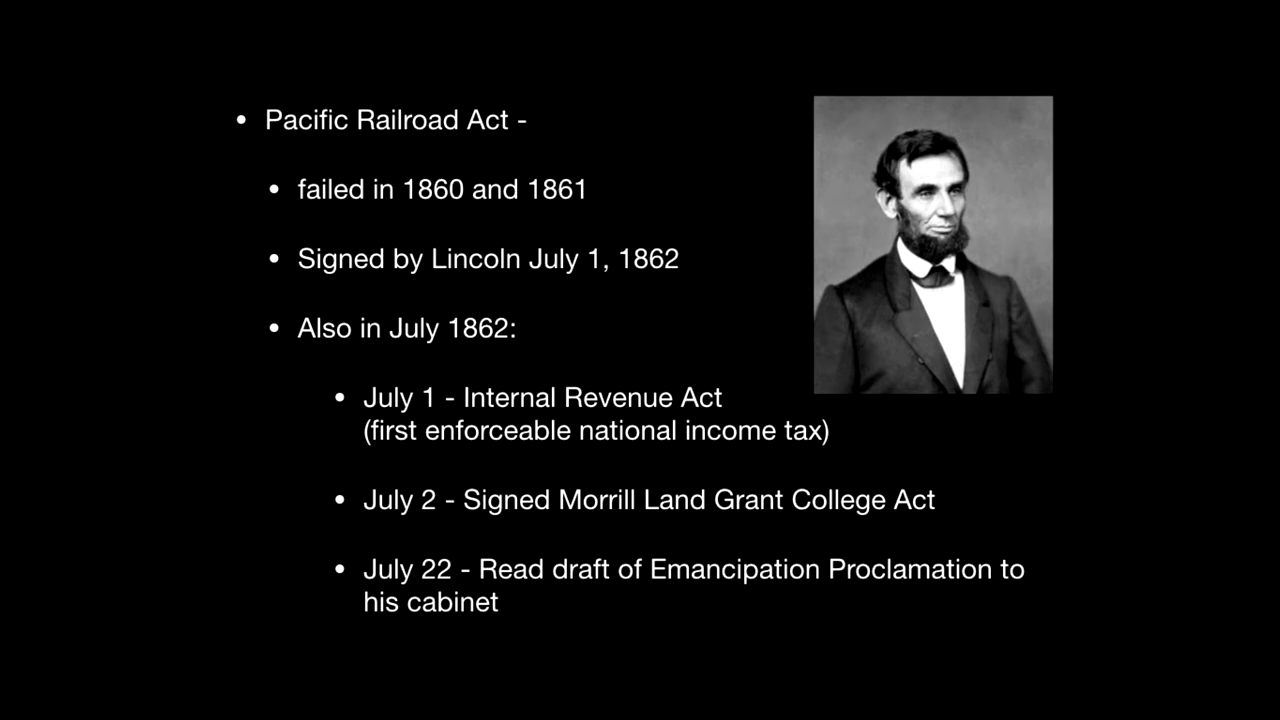 • Pacific Railroad Act -
• failed in 1860 and 1861
• Signed by Lincoln July 1, 1862
• Also in July 1862:
• July 1 - Internal Revenue Act
(first enforceable national income tax)
• July 2 - Signed Morrill Land Grant College Act
• July 22 - Read draft of Emancipation Proclamation to
his cabinet